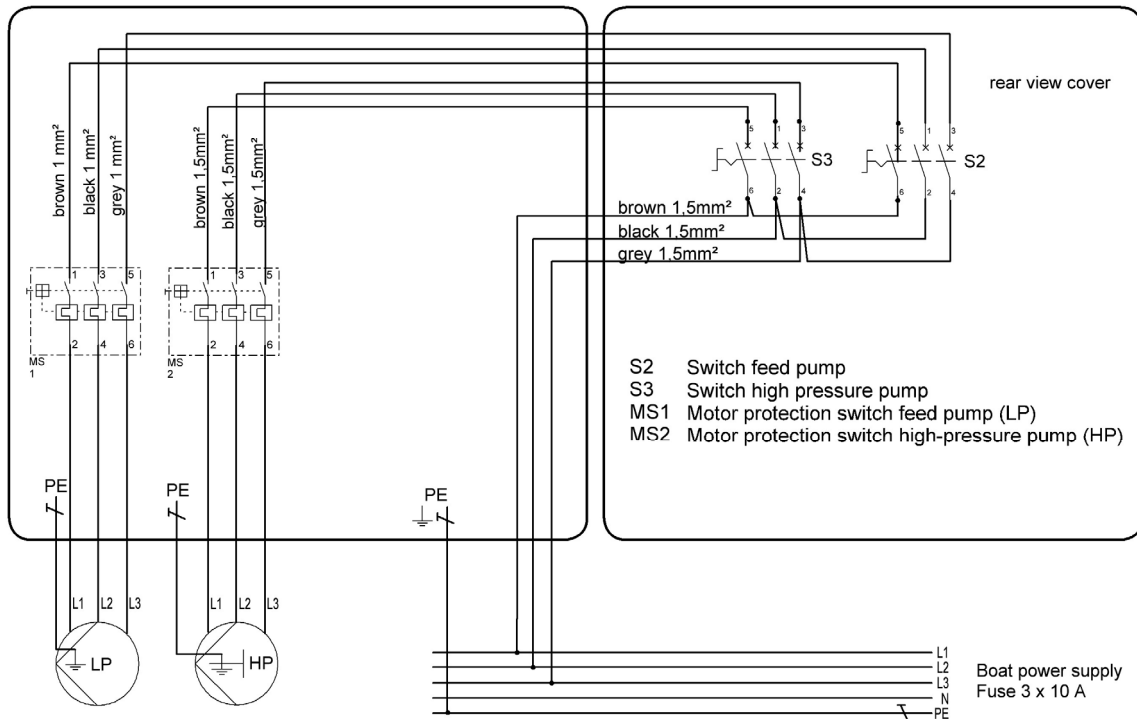 rear view cover
brown 1 mm²
black 1 mm²
grey 1 mm²
brown 1,5mm²
black 1,5mm²
grey 1,5mm²
5 1 3
S3
6 2 4
5 1 3
S2
6 2 4
brown 1,5mm²
black 1,5mm²
grey 1.5mm²
1 3 5
2 4 6
MS
1
1 3 5
2 4 6
MS
2
S2 Switch feed pump
S3 Switch high pressure pump
MS1 Motor protection switch feed pump (LP)
MS2 Motor protection switch high-pressure pump (HP)
PE
PE
PE
L1 L2 L3
LP
L1 L2 L3
HP
L1
L2
L3
N
PE
Boat power supply
Fuse 3 x 10 A